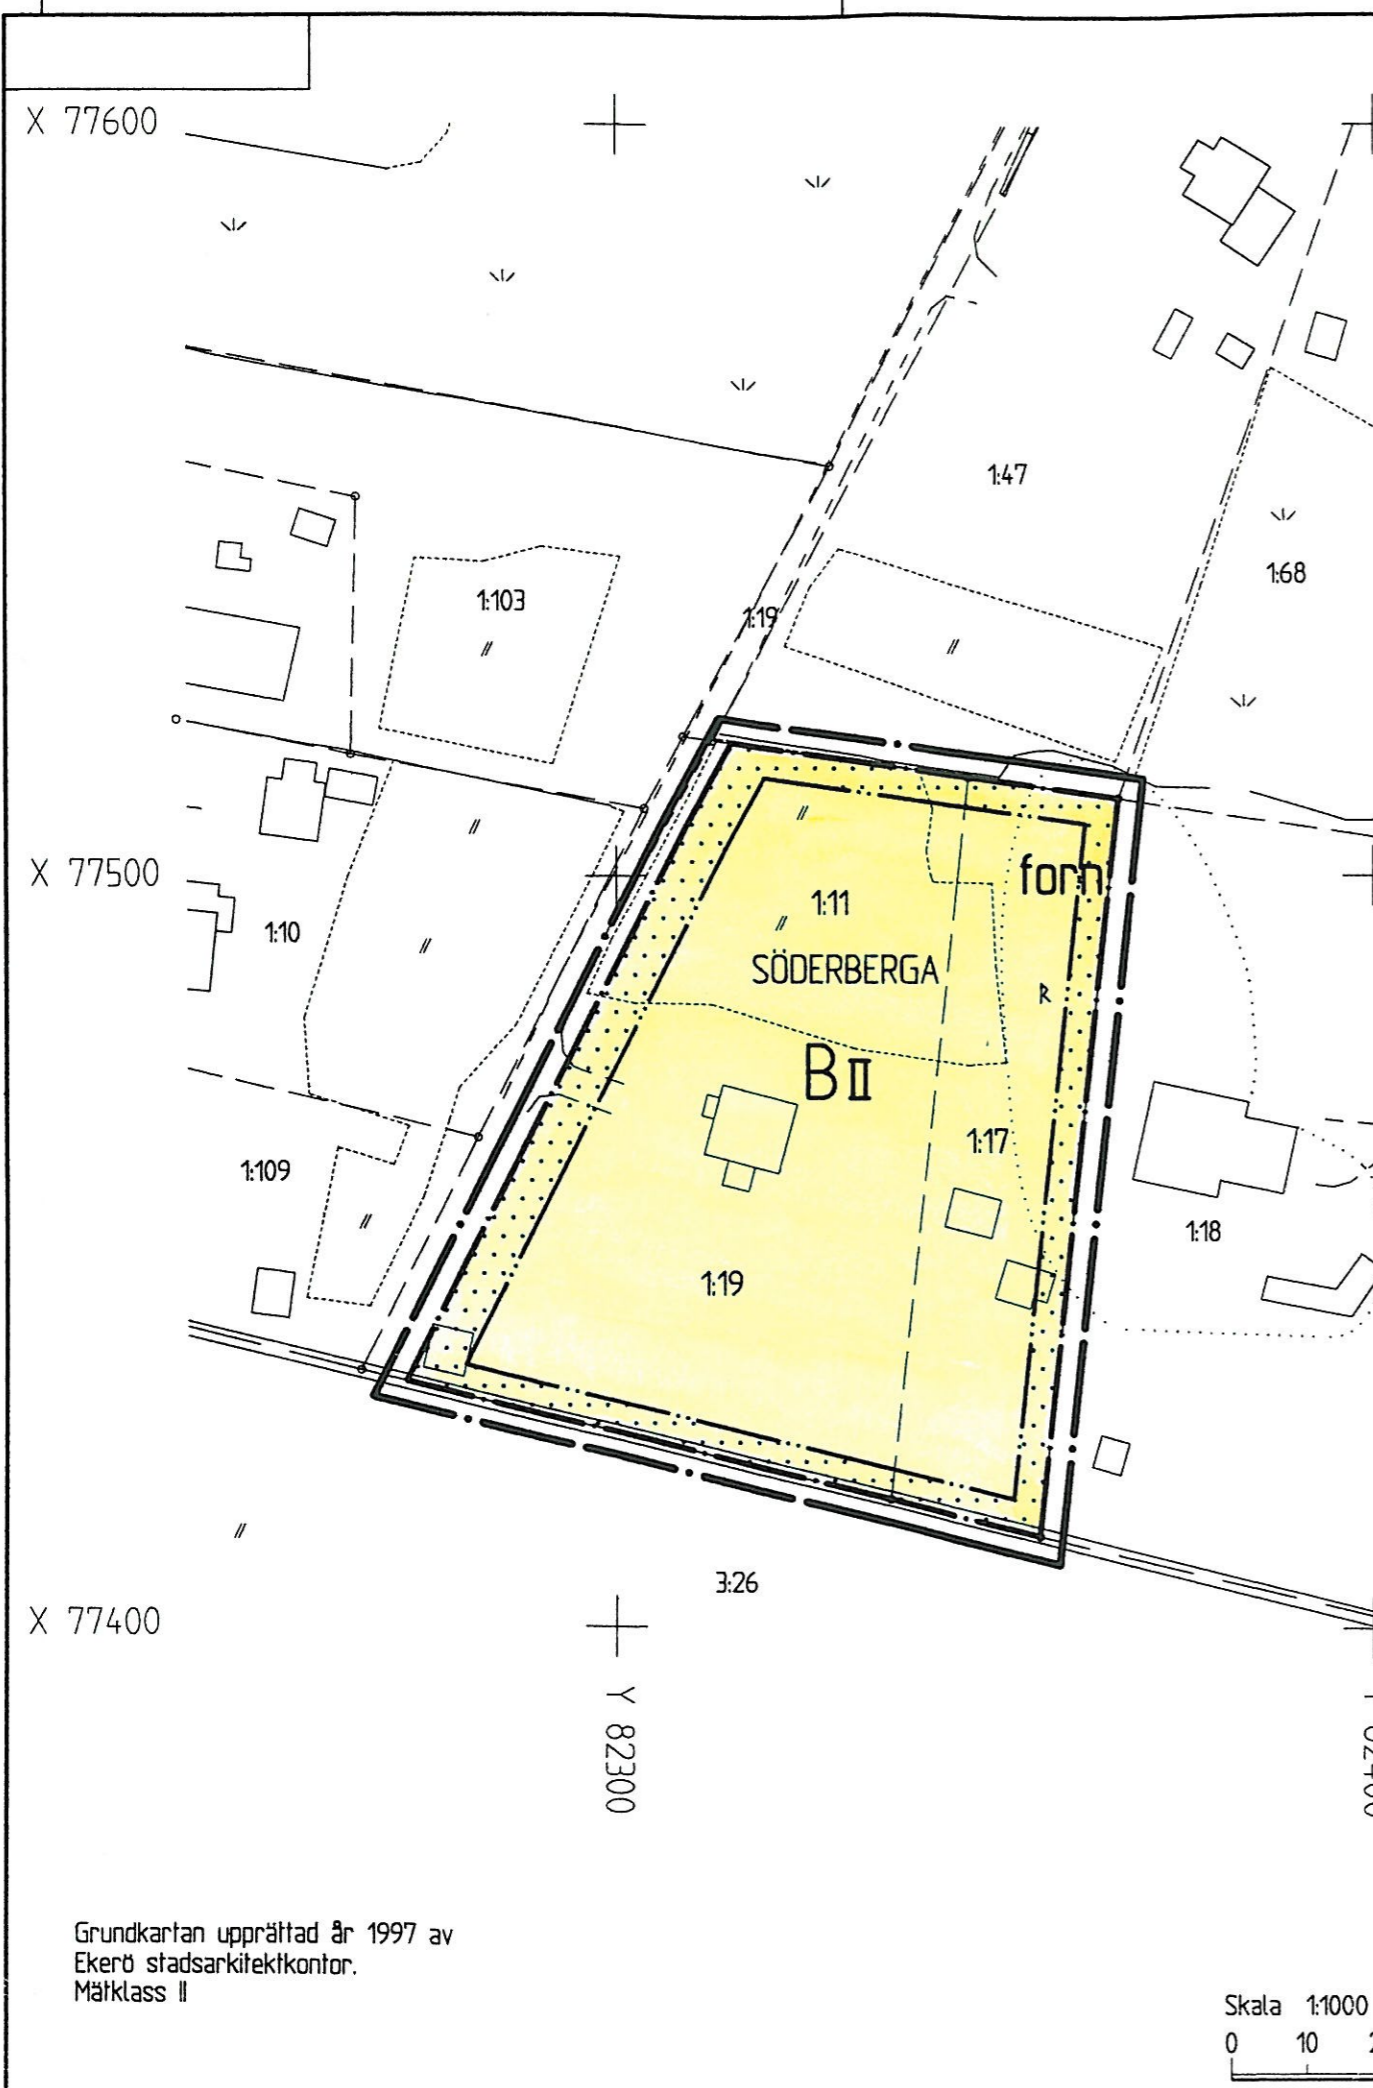 X 77600
1:47
1:68
1:103
1:19
X 77500
forn
1:11
1:10
SÖDERBERGA
R
B II
1:17
1:109
1:18
1:19
3:26
X 77400
Y 82300
Grundkartan upprättad år 1997 av
Ekerö stadsarkitektkontor.
Mätklass II
Skala 1:1000
0 10